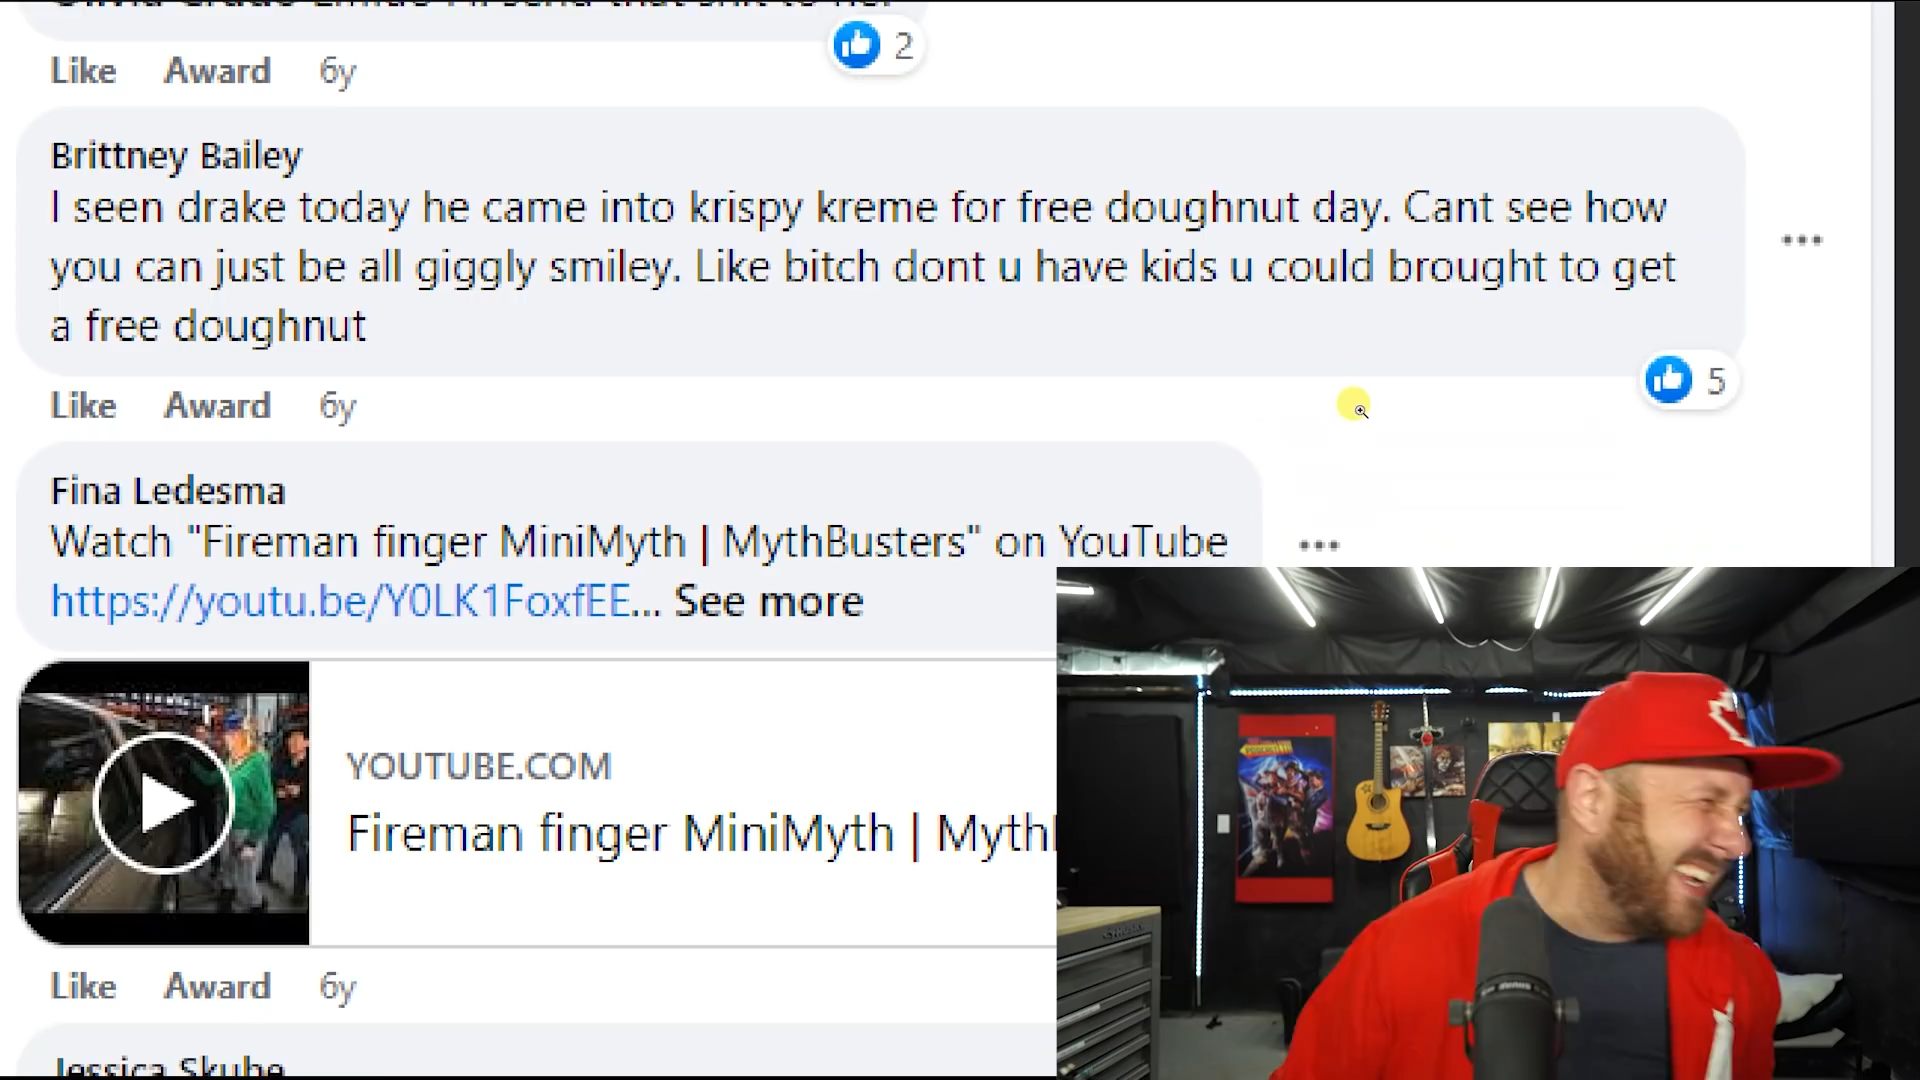 2
Like Award 6y
Brittney Bailey
I seen drake today he came into krispy kreme for free doughnut day. Cant see how
you can just be all giggly smiley. Like bitch dont u have kids u could brought to get
a free doughnut
5
Like Award 6y
Fina Ledesma
Watch "Fireman finger MiniMyth | MythBusters" on YouTube
https://youtu.be/Y0LK1FoxfEE... See more
YOUTUBE.COM
Fireman finger MiniMyth | Myth
Like Award 6y
Jessica Skube